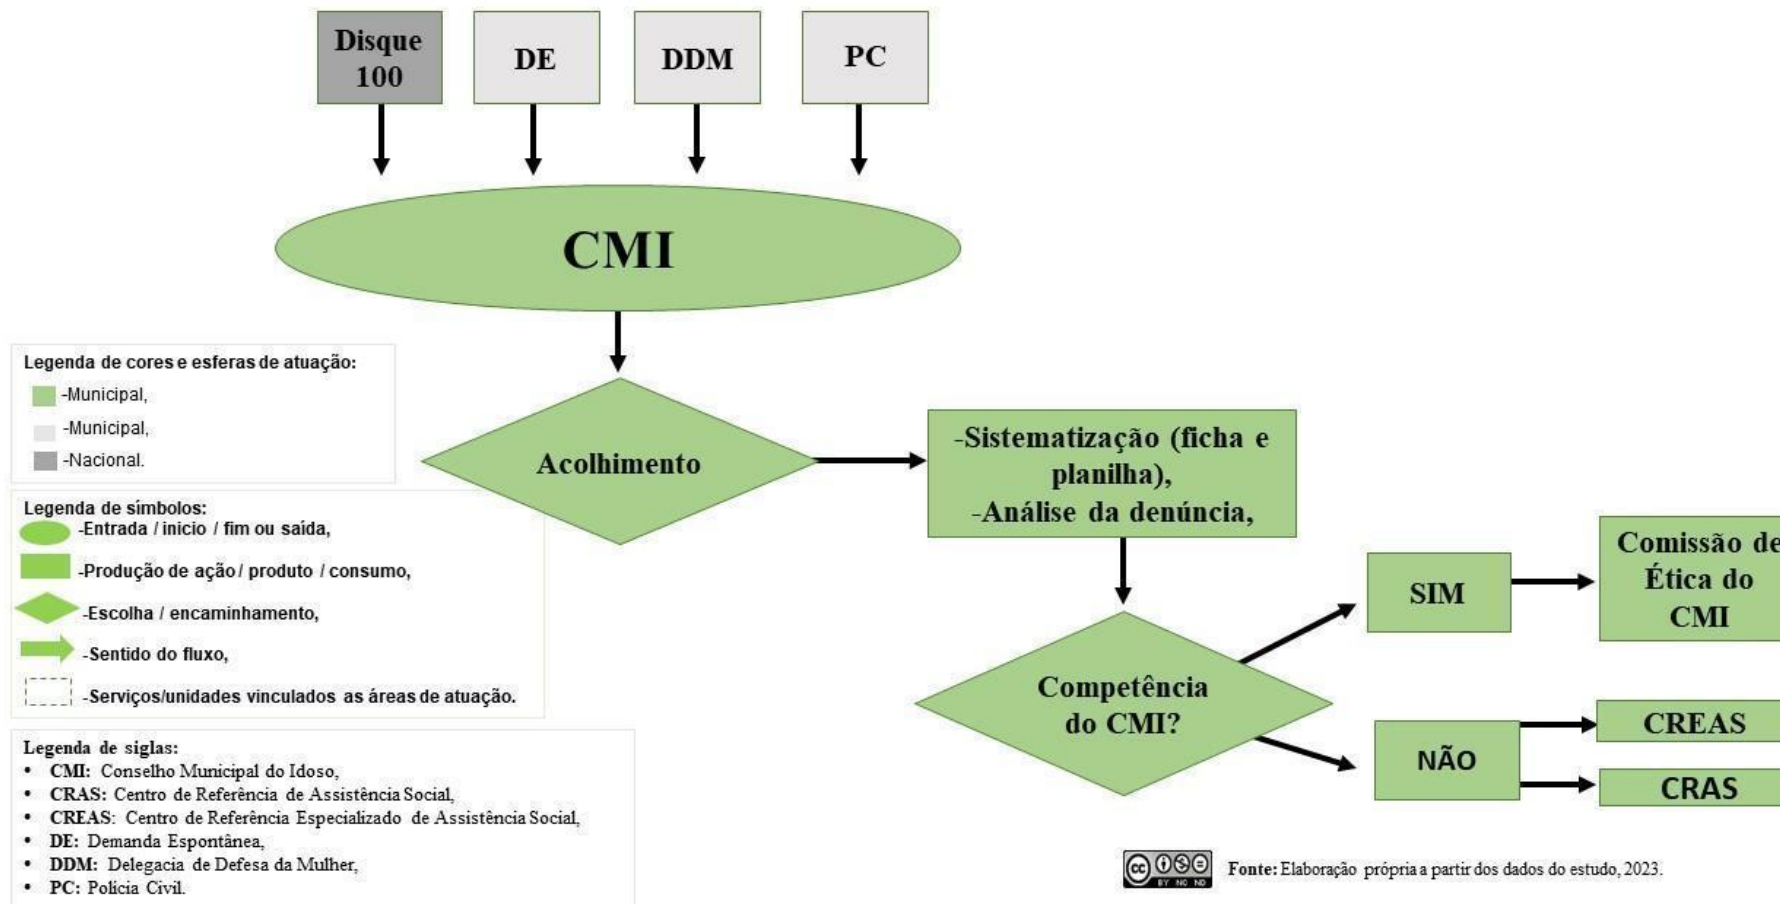 Disque
100
DE
DDM
PC
CMI
Legenda de cores e esferas de atuação:
-Municipal,
-Municipal,
-Nacional.
Acolhimento
-Sistematização (ficha e
planilha),
-Análise da denúncia,
Legenda de símbolos:
-Entrada / inicio / fim ou saída,
-Produção de ação / produto / consumo,
-Escolha / encaminhamento,
-Sentido do fluxo,
-Serviços/unidades vinculados as áreas de atuação.
SIM
Comissão de
Ética do
CMI
Competência
do CMI?
NÃO
CREAS
CRAS
Legenda de siglas:
• CMI: Conselho Municipal do Idoso,
• CRAS: Centro de Referência de Assistência Social,
• CREAS: Centro de Referência Especializado de Assistência Social,
• DE: Demanda Espontânea,
• DDM: Delegacia de Defesa da Mulher,
• PC: Polícia Civil.
cc BY NC ND
Fonte: Elaboração própria a partir dos dados do estudo, 2023.